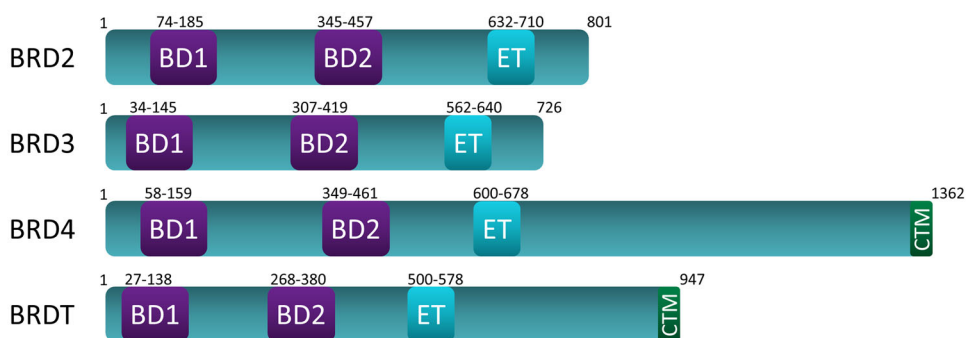 1 74-185 345-457 632-710 801
BRD2 BD1 BD2 ET
1 34-145 307-419 562-640 726
BRD3 BD1 BD2 ET
1 58-159 349-461 600-678 1362
BRD4 BD1 BD2 ET CTM
1 27-138 268-380 500-578 947
BRDT BD1 BD2 ET CTM